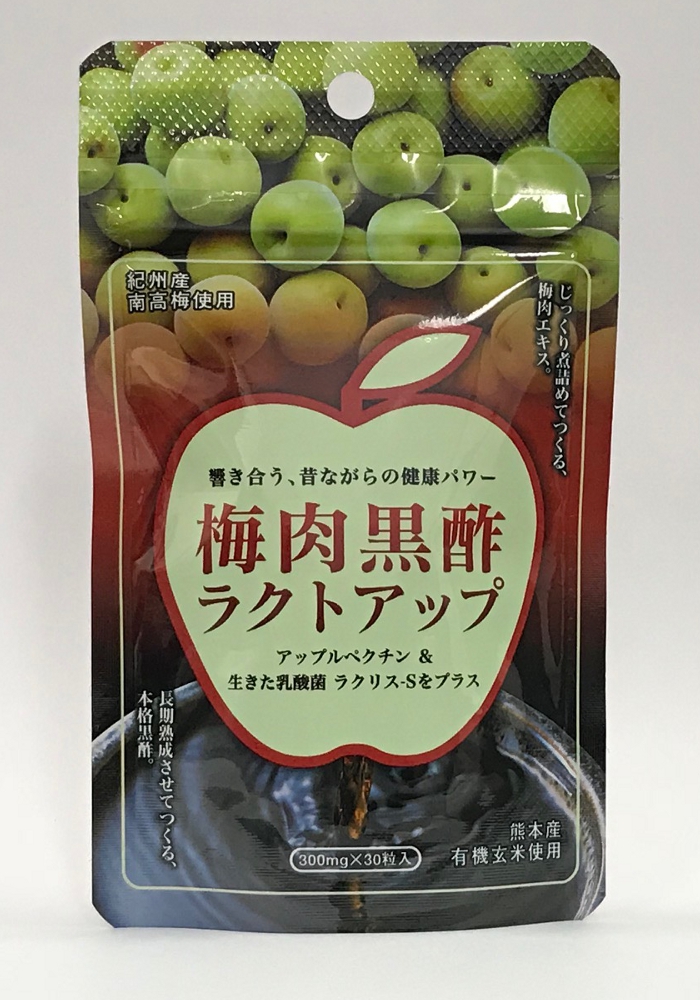 紀州産
南高梅使用
じっくり煮詰めてつくる、
梅肉エキス。
響き合う、昔ながらの健康パワー
梅肉黒酢
ラクトアップ
アップルペクチン &
生きた乳酸菌 ラクリス-Sをプラス
長期熟成させてつくる、
本格黒酢。
300mg×30粒入
熊本産
有機玄米使用